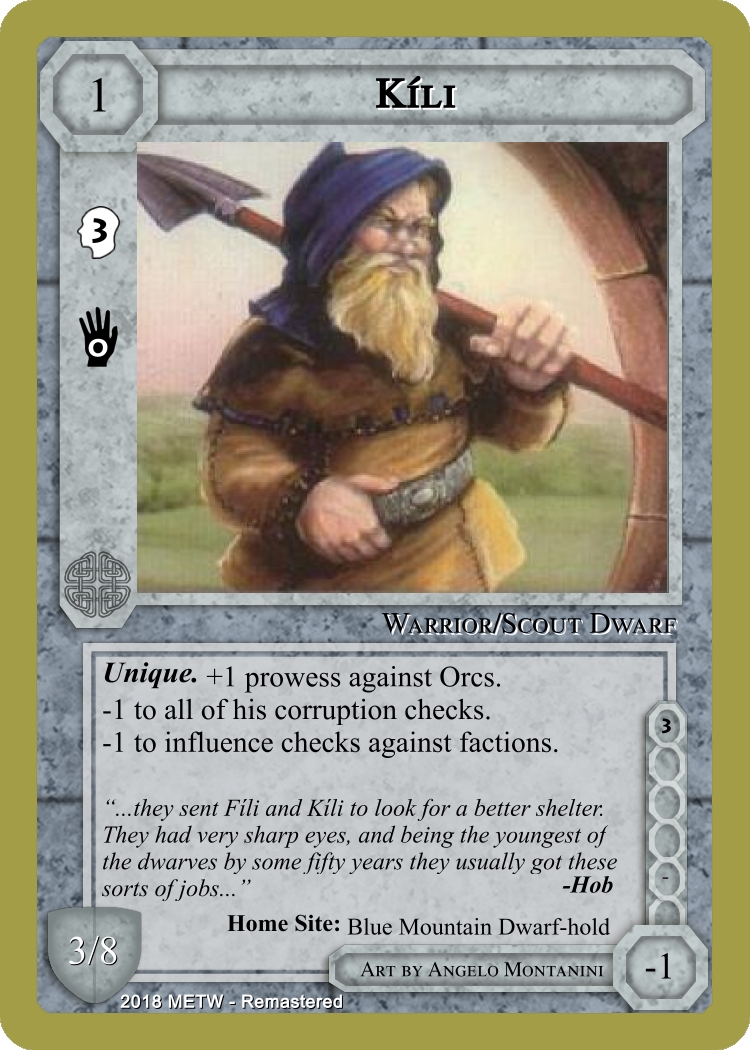 1
KÍLI
3
0
WARRIOR/SCOUT DWARF
Unique. +1 prowess against Orcs.
-1 to all of his corruption checks.
-1 to influence checks against factions.
3
“...they sent Fíli and Kíli to look for a better shelter.
They had very sharp eyes, and being the youngest of
the dwarves by some fifty years they usually got these
sorts of jobs...” -Hob
-
Home Site: Blue Mountain Dwarf-hold
3/8
ART BY ANGELO MONTANINI
-1
2018 METW - Remastered